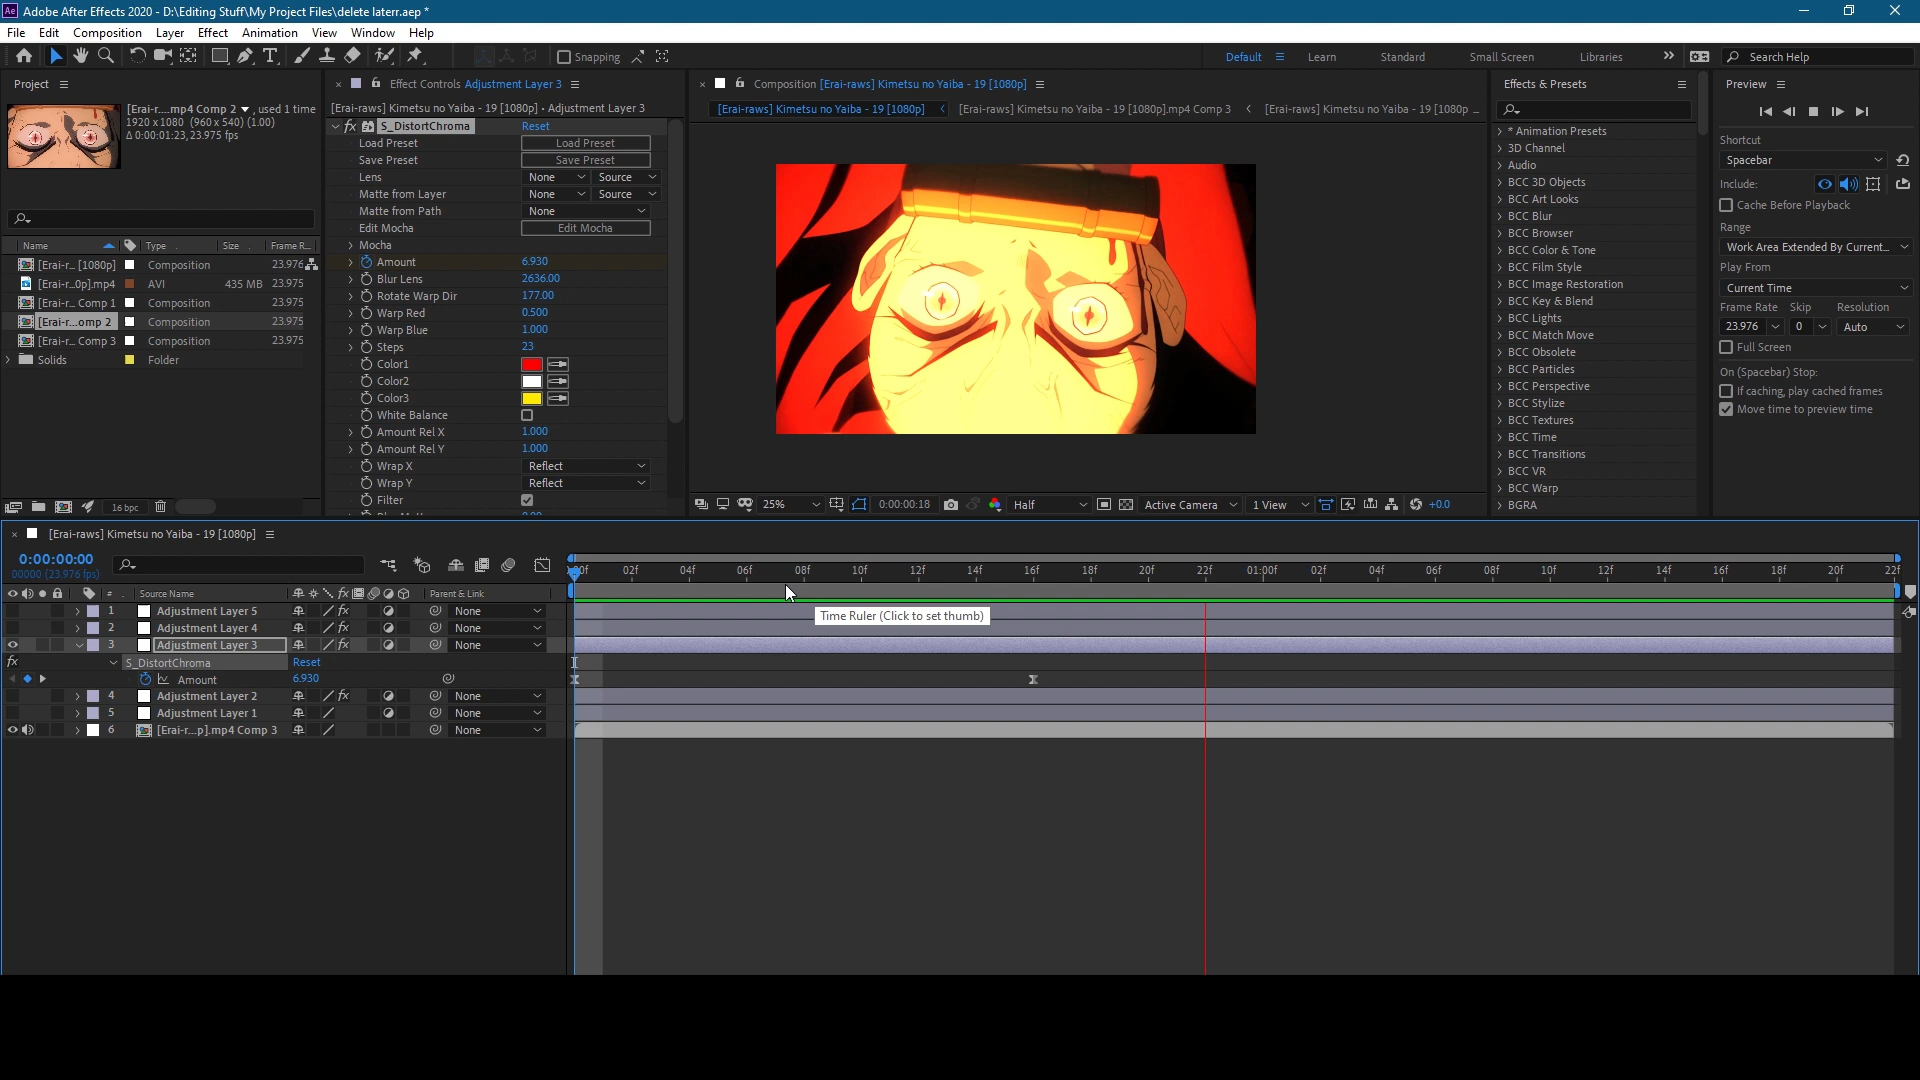 Ae Adobe After Effects 2020 - D:\Editing Stuff\My Project Files\delete laterr.aep *
File Edit Composition Layer Effect Animation View Window Help
Snapping Default Learn Standard Small Screen Libraries Search Help
Project
[Erai-r....mp4 Comp 2 , used 1 time
1920 x 1080 (960 x 540) (1.00)
Δ 0:00:01:23, 23.975 fps
Name Type Size Frame R...
[Erai-r... [1080p] Composition 23.976
[Erai-r...0p].mp4 AVI 435 MB 23.975
[Erai-r... Comp 1 Composition 23.975
[Erai-r...omp 2 Composition 23.975
[Erai-r... Comp 3 Composition 23.975
Solids Folder
16 bpc
Effect Controls Adjustment Layer 3
[Erai-raws] Kimetsu no Yaiba - 19 [1080p] • Adjustment Layer 3
fx S_DistortChroma Reset
Load Preset Load Preset
Save Preset Save Preset
Lens None Source
Matte from Layer None Source
Matte from Path None
Edit Mocha Edit Mocha
Mocha
Amount 6.930
Blur Lens 2636.00
Rotate Warp Dir 177.00
Warp Red 0.500
Warp Blue 1.000
Steps 23
Color1
Color2
Color3
White Balance
Amount Rel X 1.000
Amount Rel Y 1.000
Wrap X Reflect
Wrap Y Reflect
Filter
Composition [Erai-raws] Kimetsu no Yaiba - 19 [1080p]
[Erai-raws] Kimetsu no Yaiba - 19 [1080p] [Erai-raws] Kimetsu no Yaiba - 19 [1080p].mp4 Comp 3 [Erai-raws] Kimetsu no Yaiba - 19 [1080p ...
25% 0:00:00:18 Half Active Camera 1 View +0.0
Effects & Presets
* Animation Presets
3D Channel
Audio
BCC 3D Objects
BCC Art Looks
BCC Blur
BCC Browser
BCC Color & Tone
BCC Film Style
BCC Image Restoration
BCC Key & Blend
BCC Lights
BCC Match Move
BCC Obsolete
BCC Particles
BCC Perspective
BCC Stylize
BCC Textures
BCC Time
BCC Transitions
BCC VR
BCC Warp
BGRA
Preview
Shortcut
Spacebar
Include:
Cache Before Playback
Range
Work Area Extended By Current...
Play From
Current Time
Frame Rate Skip Resolution
23.976 0 Auto
Full Screen
On (Spacebar) Stop:
If caching, play cached frames
Move time to preview time
[Erai-raws] Kimetsu no Yaiba - 19 [1080p]
0:00:00:00
00000 (23.976 fps)
02f 04f 06f 08f 10f 12f 14f 16f 18f 20f 22f 01:00f 02f 04f 06f 08f 10f 12f 14f 16f 18f 20f 22f
# Source Name fx Parent & Link
1 Adjustment Layer 5 fx None
Time Ruler (Click to set thumb)
2 Adjustment Layer 4 fx None
3 Adjustment Layer 3 fx None
fx S_DistortChroma Reset
Amount 6.930
4 Adjustment Layer 2 fx None
5 Adjustment Layer 1 None
6 [Erai-r...p].mp4 Comp 3 None